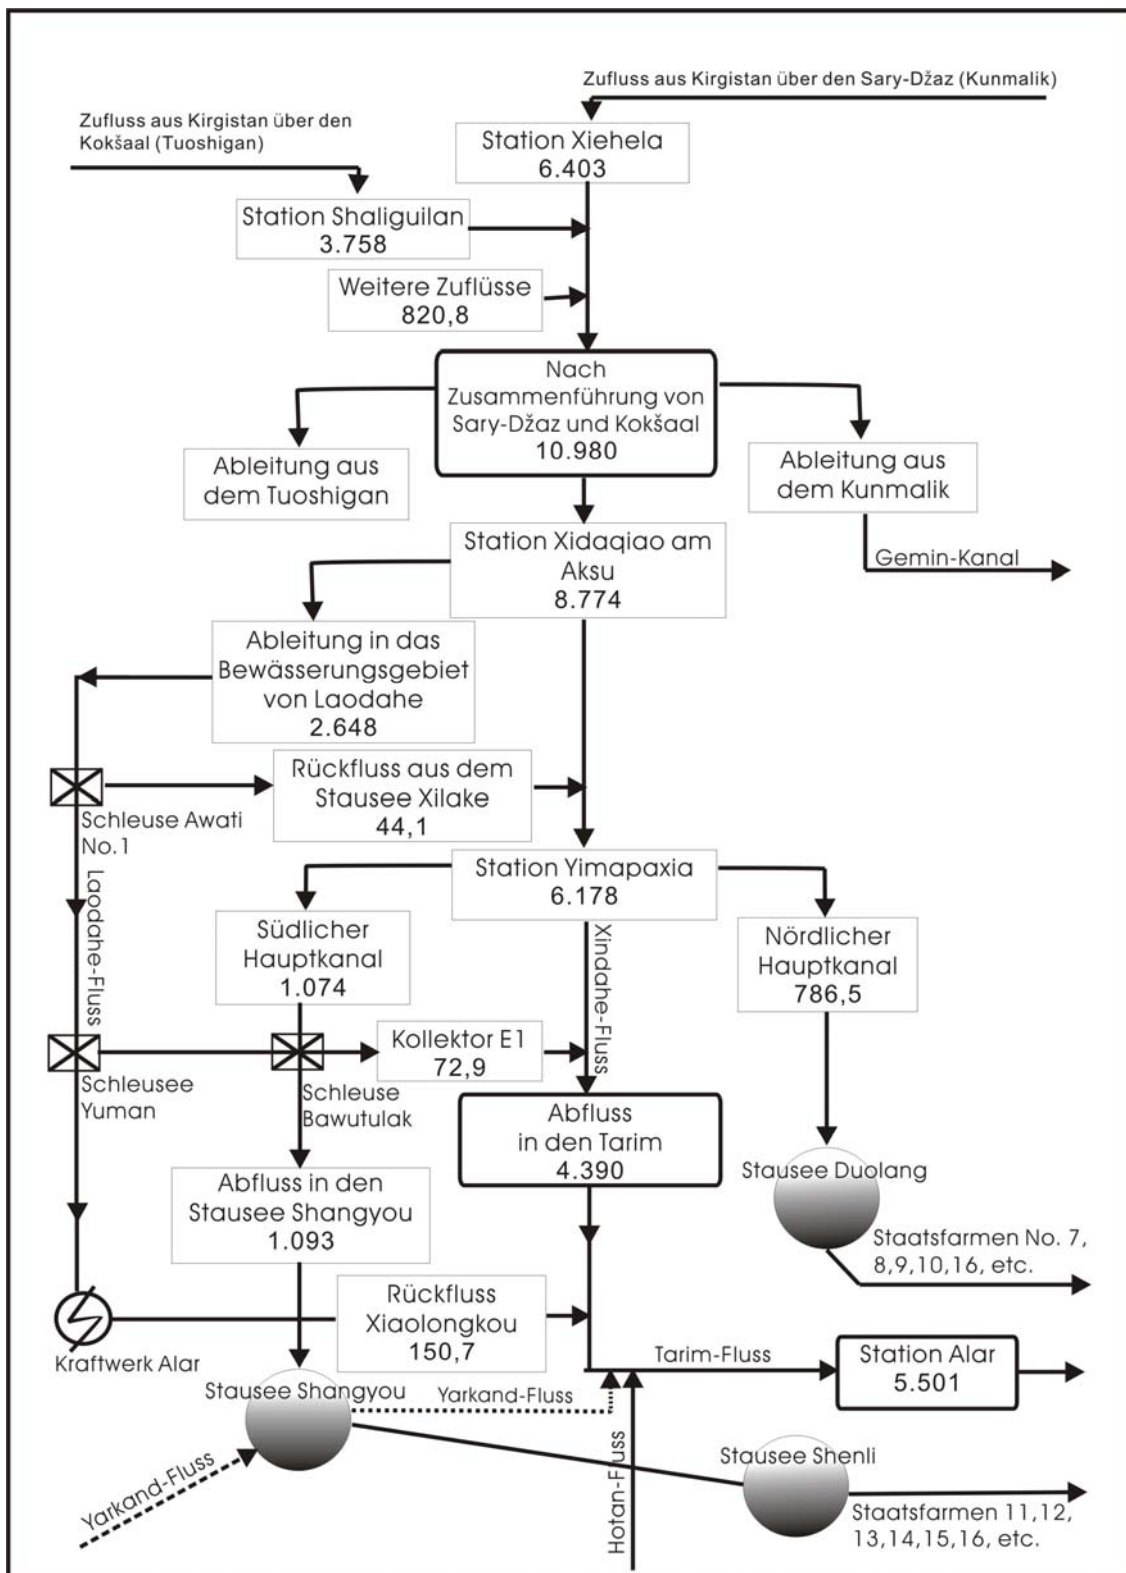 Zufluss aus Kirgistan über den Sary-Džaz (Kunmalik)
Zufluss aus Kirgistan über den
Kokšaal (Tuoshigan)
Station Xiehela
6.403
Station Shaliguilan
3.758
Weitere Zuflüsse
820,8
Nach
Zusammenführung von
Sary-Džaz und Kokšaal
10.980
Ableitung aus
dem Tuoshigan
Ableitung aus
dem Kunmalik
Gemin-Kanal
Station Xidaqiao am
Aksu
8.774
Ableitung in das
Bewässerungsgebiet
von Laodahe
2.648
Rückfluss aus dem
Stausee Xilake
44,1
Schleuse Awati
No.1
Laodahe-Fluss
Station Yimapaxia
6.178
Südlicher
Hauptkanal
1.074
Xindahe-Fluss
Nördlicher
Hauptkanal
786,5
Kollektor E1
72,9
Schleusee
Yuman
Schleuse
Bawutulak
Abfluss
in den Tarim
4.390
Stausee Duolang
Abfluss in den
Stausee Shangyou
1.093
Staatsfarmen No. 7,
8,9,10,16, etc.
Rückfluss
Xiaolongkou
150,7
Kraftwerk Alar
Tarim-Fluss
Station Alar
5.501
Stausee Shangyou
Yarkand-Fluss
Yarkand-Fluss
Hotan-Fluss
Stausee Shenli
Staatsfarmen 11,12,
13,14,15,16, etc.